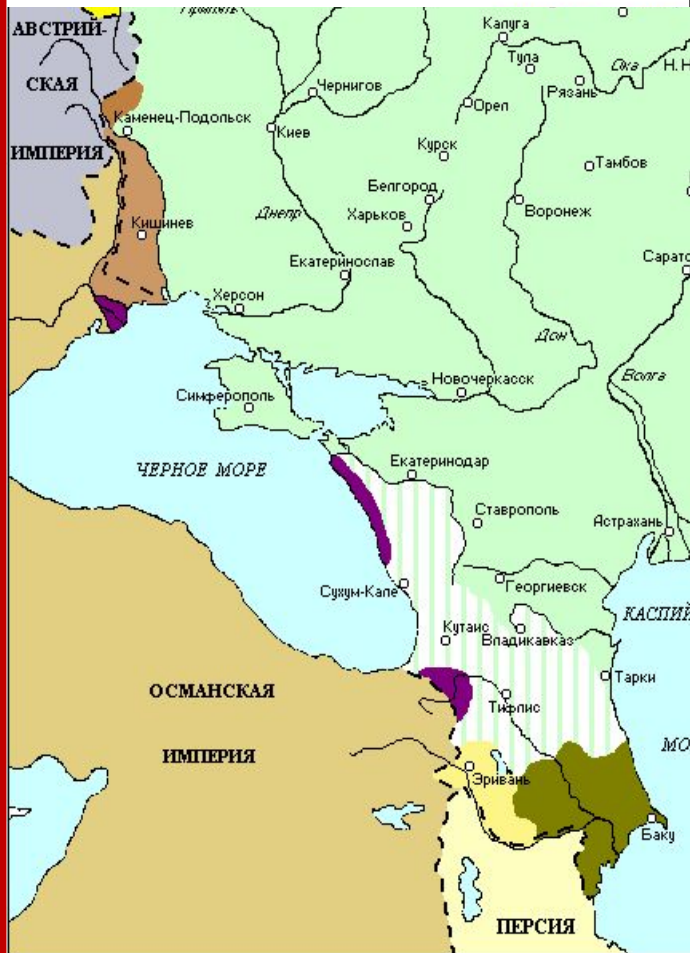 Припять
Калуга
АВСТРИЙ-
СКАЯ
ИМПЕРИЯ
Тула
Ока
Н.Н
Рязань
Чернигов
Орел
Каменец-Подольск
Киев
Курск
Тамбов
Белгород
Днепр
Харьков
Воронеж
Кишинев
Екатеринослав
Сарато
Херсон
Дон
Новочеркасск
Волга
Симферополь
ЧЕРНОЕ МОРЕ
Екатеринодар
Ставрополь
Астрахань
Сухум-Кале
Георгиевск
КАСПИЙ
Кутаис
Владикавказ
Тарки
ОСМАНСКАЯ
ИМПЕРИЯ
Тифлис
МО
Эривань
Баку
ПЕРСИЯ